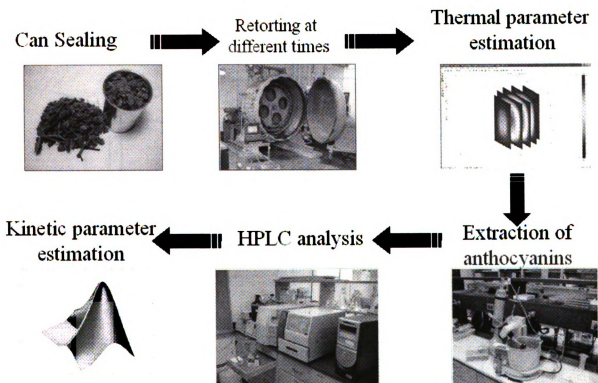 Can Sealing
Retorting at
different times
Thermal parameter
estimation
Extraction of
anthocyanins
HPLC analysis
Kinetic parameter
estimation